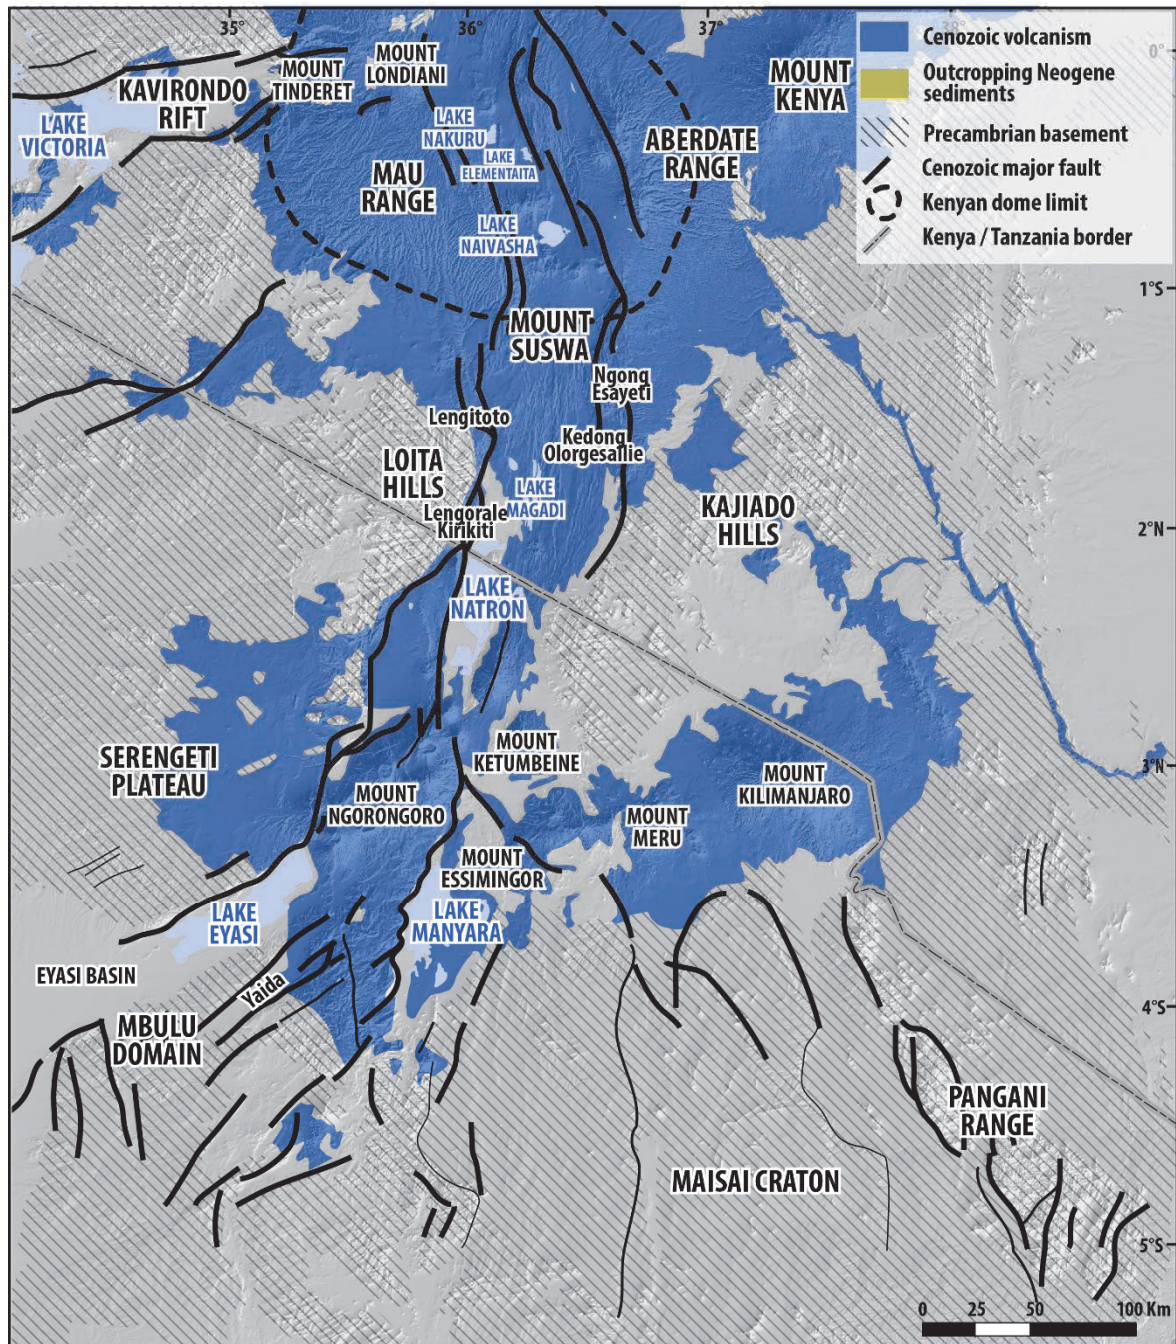 35°
36°
37°
38°
0°
Cenozoic volcanism
Outcropping Neogene
sediments
Precambrian basement
Cenozoic major fault
Kenyan dome limit
Kenya / Tanzania border
MOUNT
LONDIANI
MOUNT
TINDERET
KAVIRONDO
RIFT
LAKE
VICTORIA
MOUNT
KENYA
LAKE
NAKURU
LAKE
ELEMENTAITA
ABERDATE
RANGE
MAU
RANGE
LAKE
NAIVASHA
1°S
MOUNT
SUSWA
Ngong
Esayeti
Lengitoto
Kedong
Olorgesailie
LOITA
HILLS
LAKE
MAGADI
Lengorale
Kirikiti
KAJIADO
HILLS
2°N
LAKE
NATRON
SERENGETI
PLATEAU
MOUNT
KETUMBEINE
3°N
MOUNT
NGORONGORO
MOUNT
KILIMANJARO
MOUNT
MERU
MOUNT
ESSIMINGOR
LAKE
EYASI
LAKE
MANYARA
EYASI BASIN
Yaida
4°S
MBULU
DOMAIN
PANGANI
RANGE
MAISAI CRATON
5°S
0 25 50 100 Km